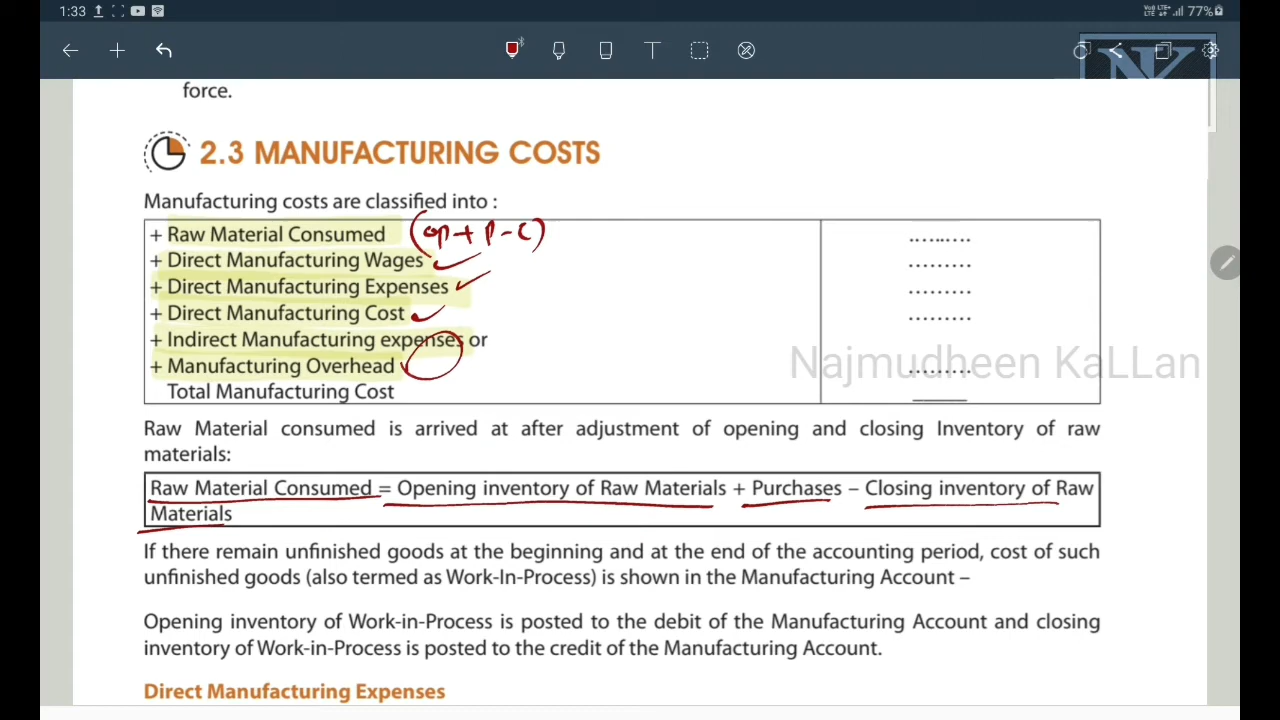 1:33
VoLTE LTE+ 77%
NK
force.
2.3 MANUFACTURING COSTS
Manufacturing costs are classified into :
+ Raw Material Consumed (op + p - c) .........
+ Direct Manufacturing Wages .........
+ Direct Manufacturing Expenses .........
+ Direct Manufacturing Cost .........
+ Indirect Manufacturing expenses or
+ Manufacturing Overhead .........
Najmudheen KaLLan
Total Manufacturing Cost
Raw Material consumed is arrived at after adjustment of opening and closing Inventory of raw
materials:
Raw Material Consumed = Opening inventory of Raw Materials + Purchases – Closing inventory of Raw
Materials
If there remain unfinished goods at the beginning and at the end of the accounting period, cost of such
unfinished goods (also termed as Work-In-Process) is shown in the Manufacturing Account –
Opening inventory of Work-in-Process is posted to the debit of the Manufacturing Account and closing
inventory of Work-in-Process is posted to the credit of the Manufacturing Account.
Direct Manufacturing Expenses